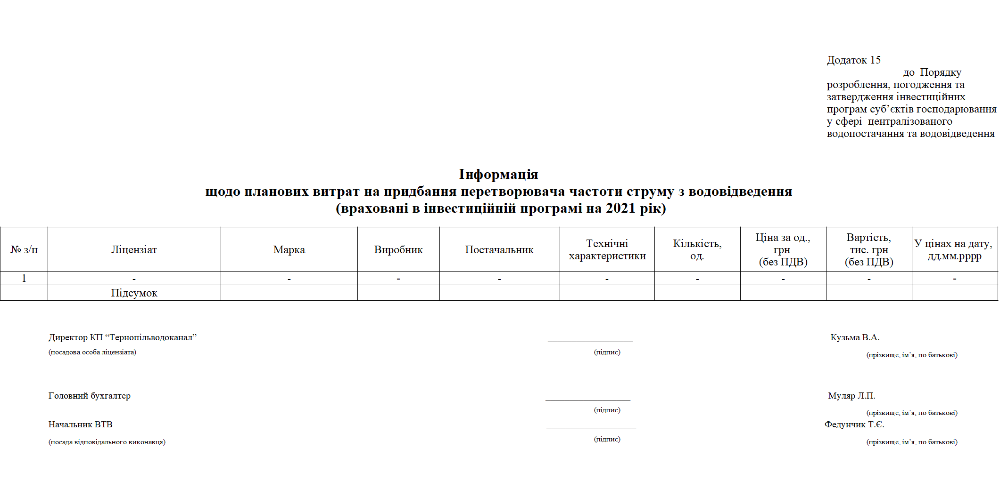 Додаток 15
до Порядку
розроблення, погодження та
затвердження інвестиційних
програм суб’єктів господарювання
у сфері централізованого
водопостачання та водовідведення
Інформація
щодо планових витрат на придбання перетворювача частоти струму з водовідведення
(враховані в інвестиційній програмі на 2021 рік)
№ з/п Ліцензіат Марка Виробник Постачальник Технічні характеристики Кількість, од. Ціна за од., грн (без ПДВ) Вартість, тис. грн (без ПДВ) У цінах на дату, дд.мм.рррр
1 - - - - - - - - -
Підсумок
Директор КП “Тернопільводоканал” __________________ Кузьма В.А.
(посадова особа ліцензіата) (підпис) (прізвище, ім’я, по батькові)
Головний бухгалтер __________________ Муляр Л.П.
(підпис) (прізвище, ім’я, по батькові)
Начальник ВТВ ___________________ Федунчик Т.Є.
(посада відповідального виконавця) (підпис) (прізвище, ім’я, по батькові)